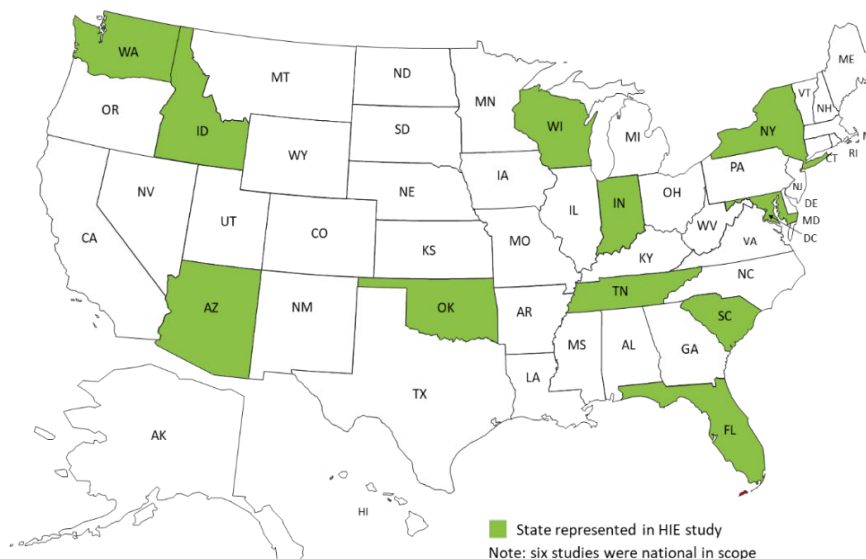 WA
MT
ND
MN
ME
VT
NH
OR
ID
SD
WI
MI
NY
RI
CT
WY
IA
PA
NJ
NV
NE
IL
IN
OH
DE
MD
UT
CO
WV
VA
DC
CA
KS
MO
KY
NC
AZ
NM
OK
AR
TN
SC
MS
AL
GA
TX
LA
FL
AK
HI
State represented in HIE study
Note: six studies were national in scope